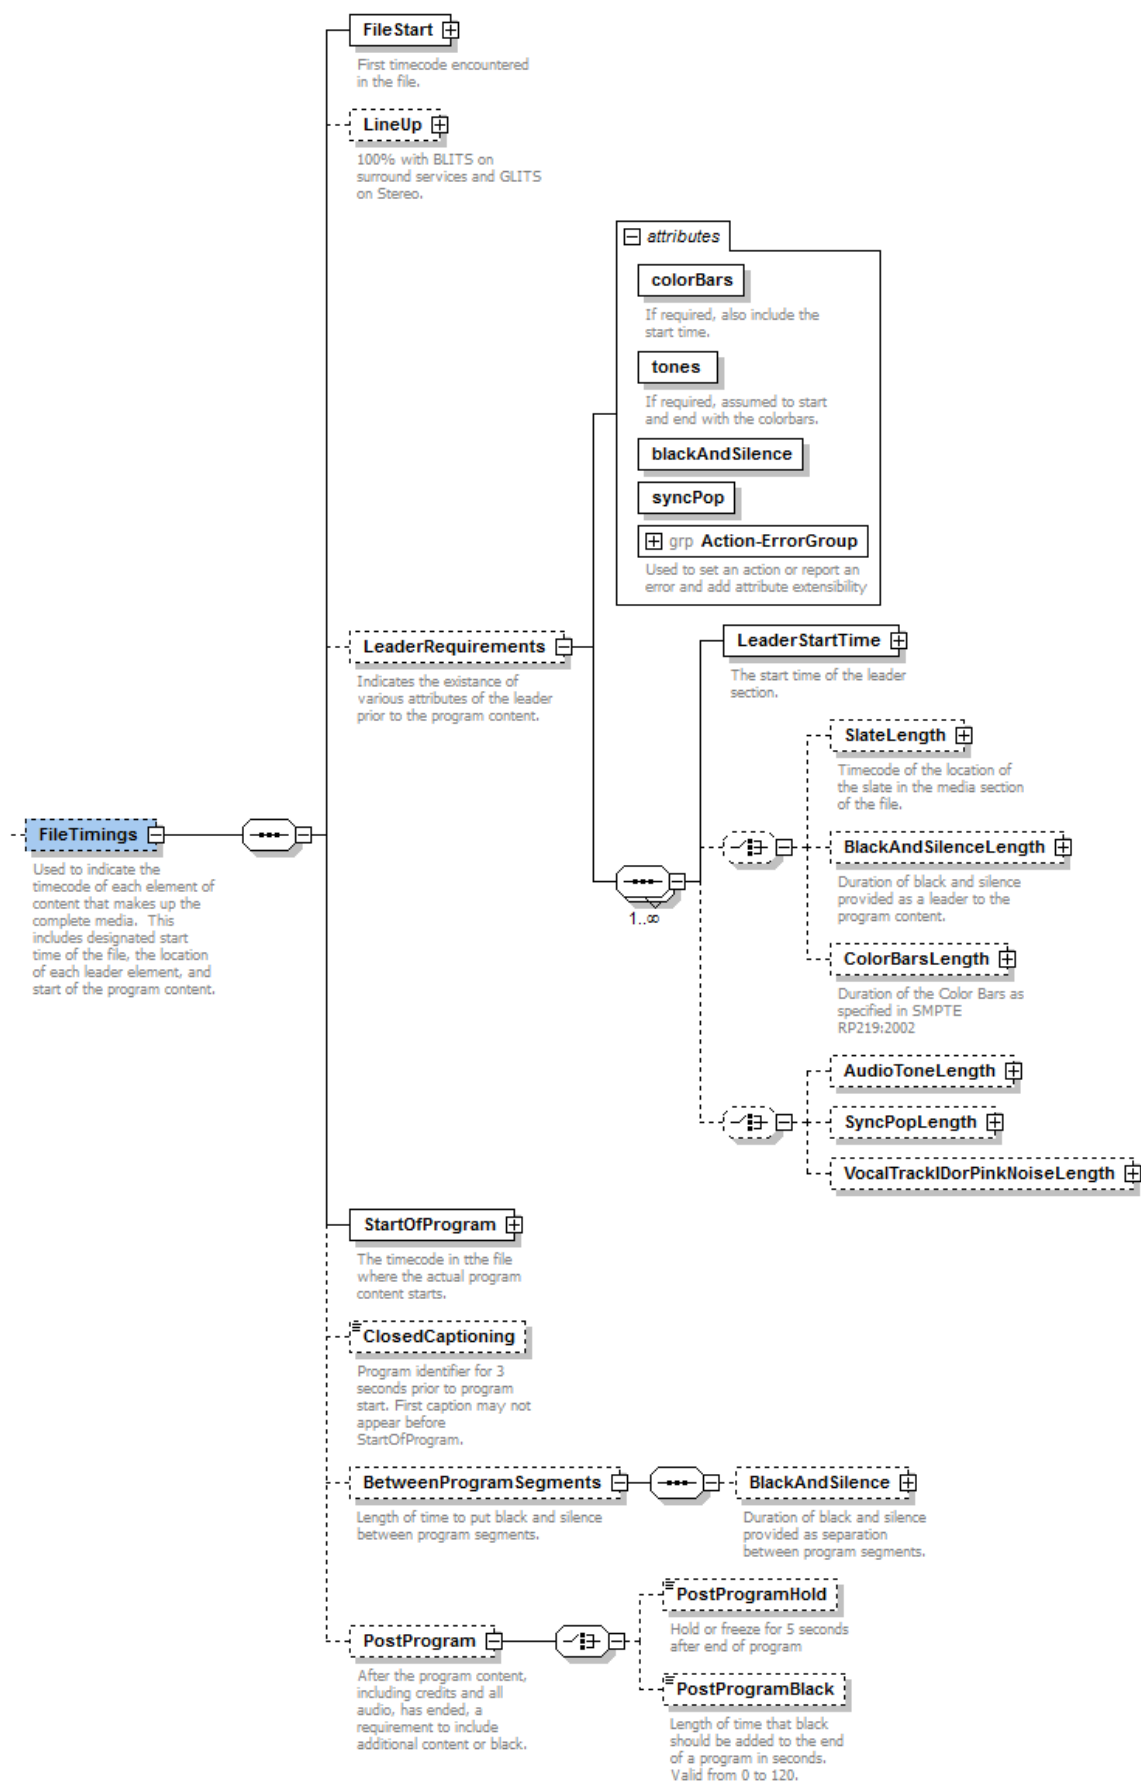 FileStart
First timecode encountered
in the file.
LineUp
100% with BLITS on
surround services and GLITS
on Stereo.
attributes
colorBars
If required, also include the
start time.
tones
If required, assumed to start
and end with the colorbars.
blackAndSilence
syncPop
grp Action-ErrorGroup
Used to set an action or report an
error and add attribute extensibility
LeaderRequirements
Indicates the existance of
various attributes of the leader
prior to the program content.
LeaderStartTime
The start time of the leader
section.
SlateLength
Timecode of the location of
the slate in the media section
of the file.
FileTimings
Used to indicate the
timecode of each element of
content that makes up the
complete media. This
includes designated start
time of the file, the location
of each leader element, and
start of the program content.
1..∞
BlackAndSilenceLength
Duration of black and silence
provided as a leader to the
program content.
ColorBarsLength
Duration of the Color Bars as
specified in SMPTE
RP219:2002
AudioToneLength
SyncPopLength
VocalTrackIDorPinkNoiseLength
StartOfProgram
The timecode in tthe file
where the actual program
content starts.
ClosedCaptioning
Program identifier for 3
seconds prior to program
start. First caption may not
appear before
StartOfProgram.
BetweenProgramSegments
Length of time to put black and silence
between program segments.
BlackAndSilence
Duration of black and silence
provided as separation
between program segments.
PostProgram
After the program content,
including credits and all
audio, has ended, a
requirement to include
additional content or black.
PostProgramHold
Hold or freeze for 5 seconds
after end of program
PostProgramBlack
Length of time that black
should be added to the end
of a program in seconds.
Valid from 0 to 120.